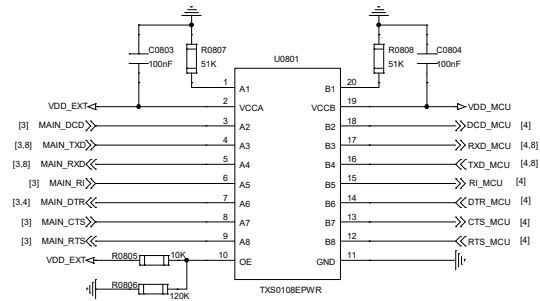 C0803 R0807 R0808 C0804
100nF 51K U0801 51K 100nF
1 A1 B1 20
VDD_EXT 2 VCCA VCCB 19 VDD_MCU
[3] MAIN_DCD 3 A2 B2 18 DCD_MCU [4]
[3,8] MAIN_TXD 4 A3 B3 17 RXD_MCU [4,8]
[3,8] MAIN_RXD 5 A4 B4 16 TXD_MCU [4,8]
[3] MAIN_RI 6 A5 B5 15 RI_MCU [4]
[3,4] MAIN_DTR 7 A6 B6 14 DTR_MCU [4]
[3] MAIN_CTS 8 A7 B7 13 CTS_MCU [4]
[3] MAIN_RTS 9 A8 B8 12 RTS_MCU [4]
VDD_EXT R0805 10K 10 OE GND 11
R0806 120K
TXS0108EPWR